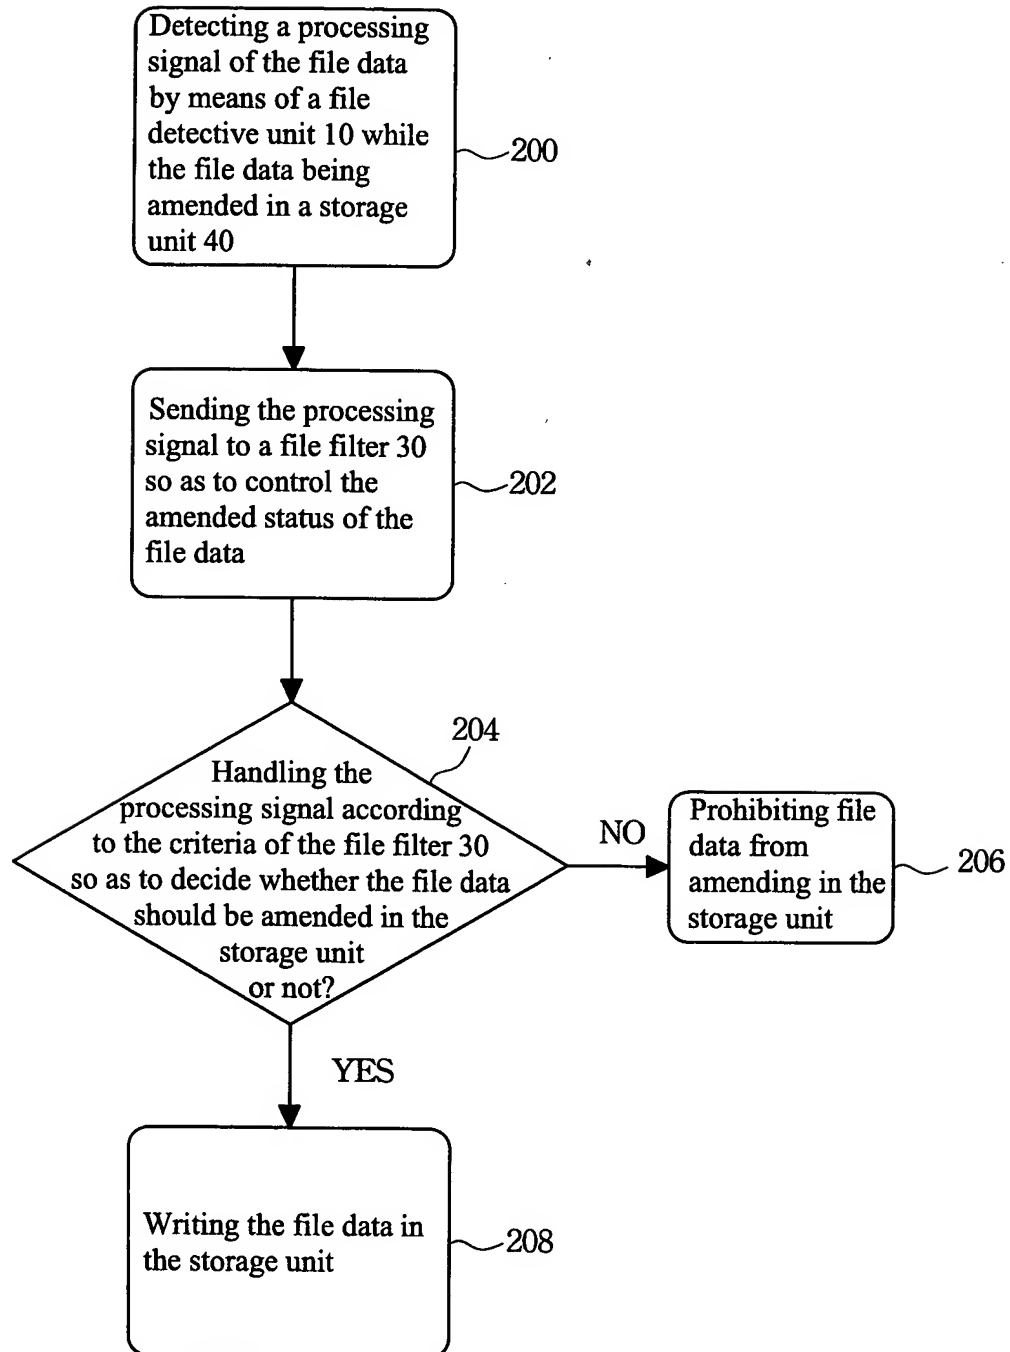 Detecting a processing
signal of the file data
by means of a file
detective unit 10 while
the file data being
amended in a storage
unit 40
200
Sending the processing
signal to a file filter 30
so as to control the
amended status of the
file data
202
204
Handling the
processing signal according
to the criteria of the file filter 30
so as to decide whether the file data
should be amended in the
storage unit
or not?
NO
Prohibiting file
data from
amending in the
storage unit
206
YES
Writing the file data in
the storage unit
208